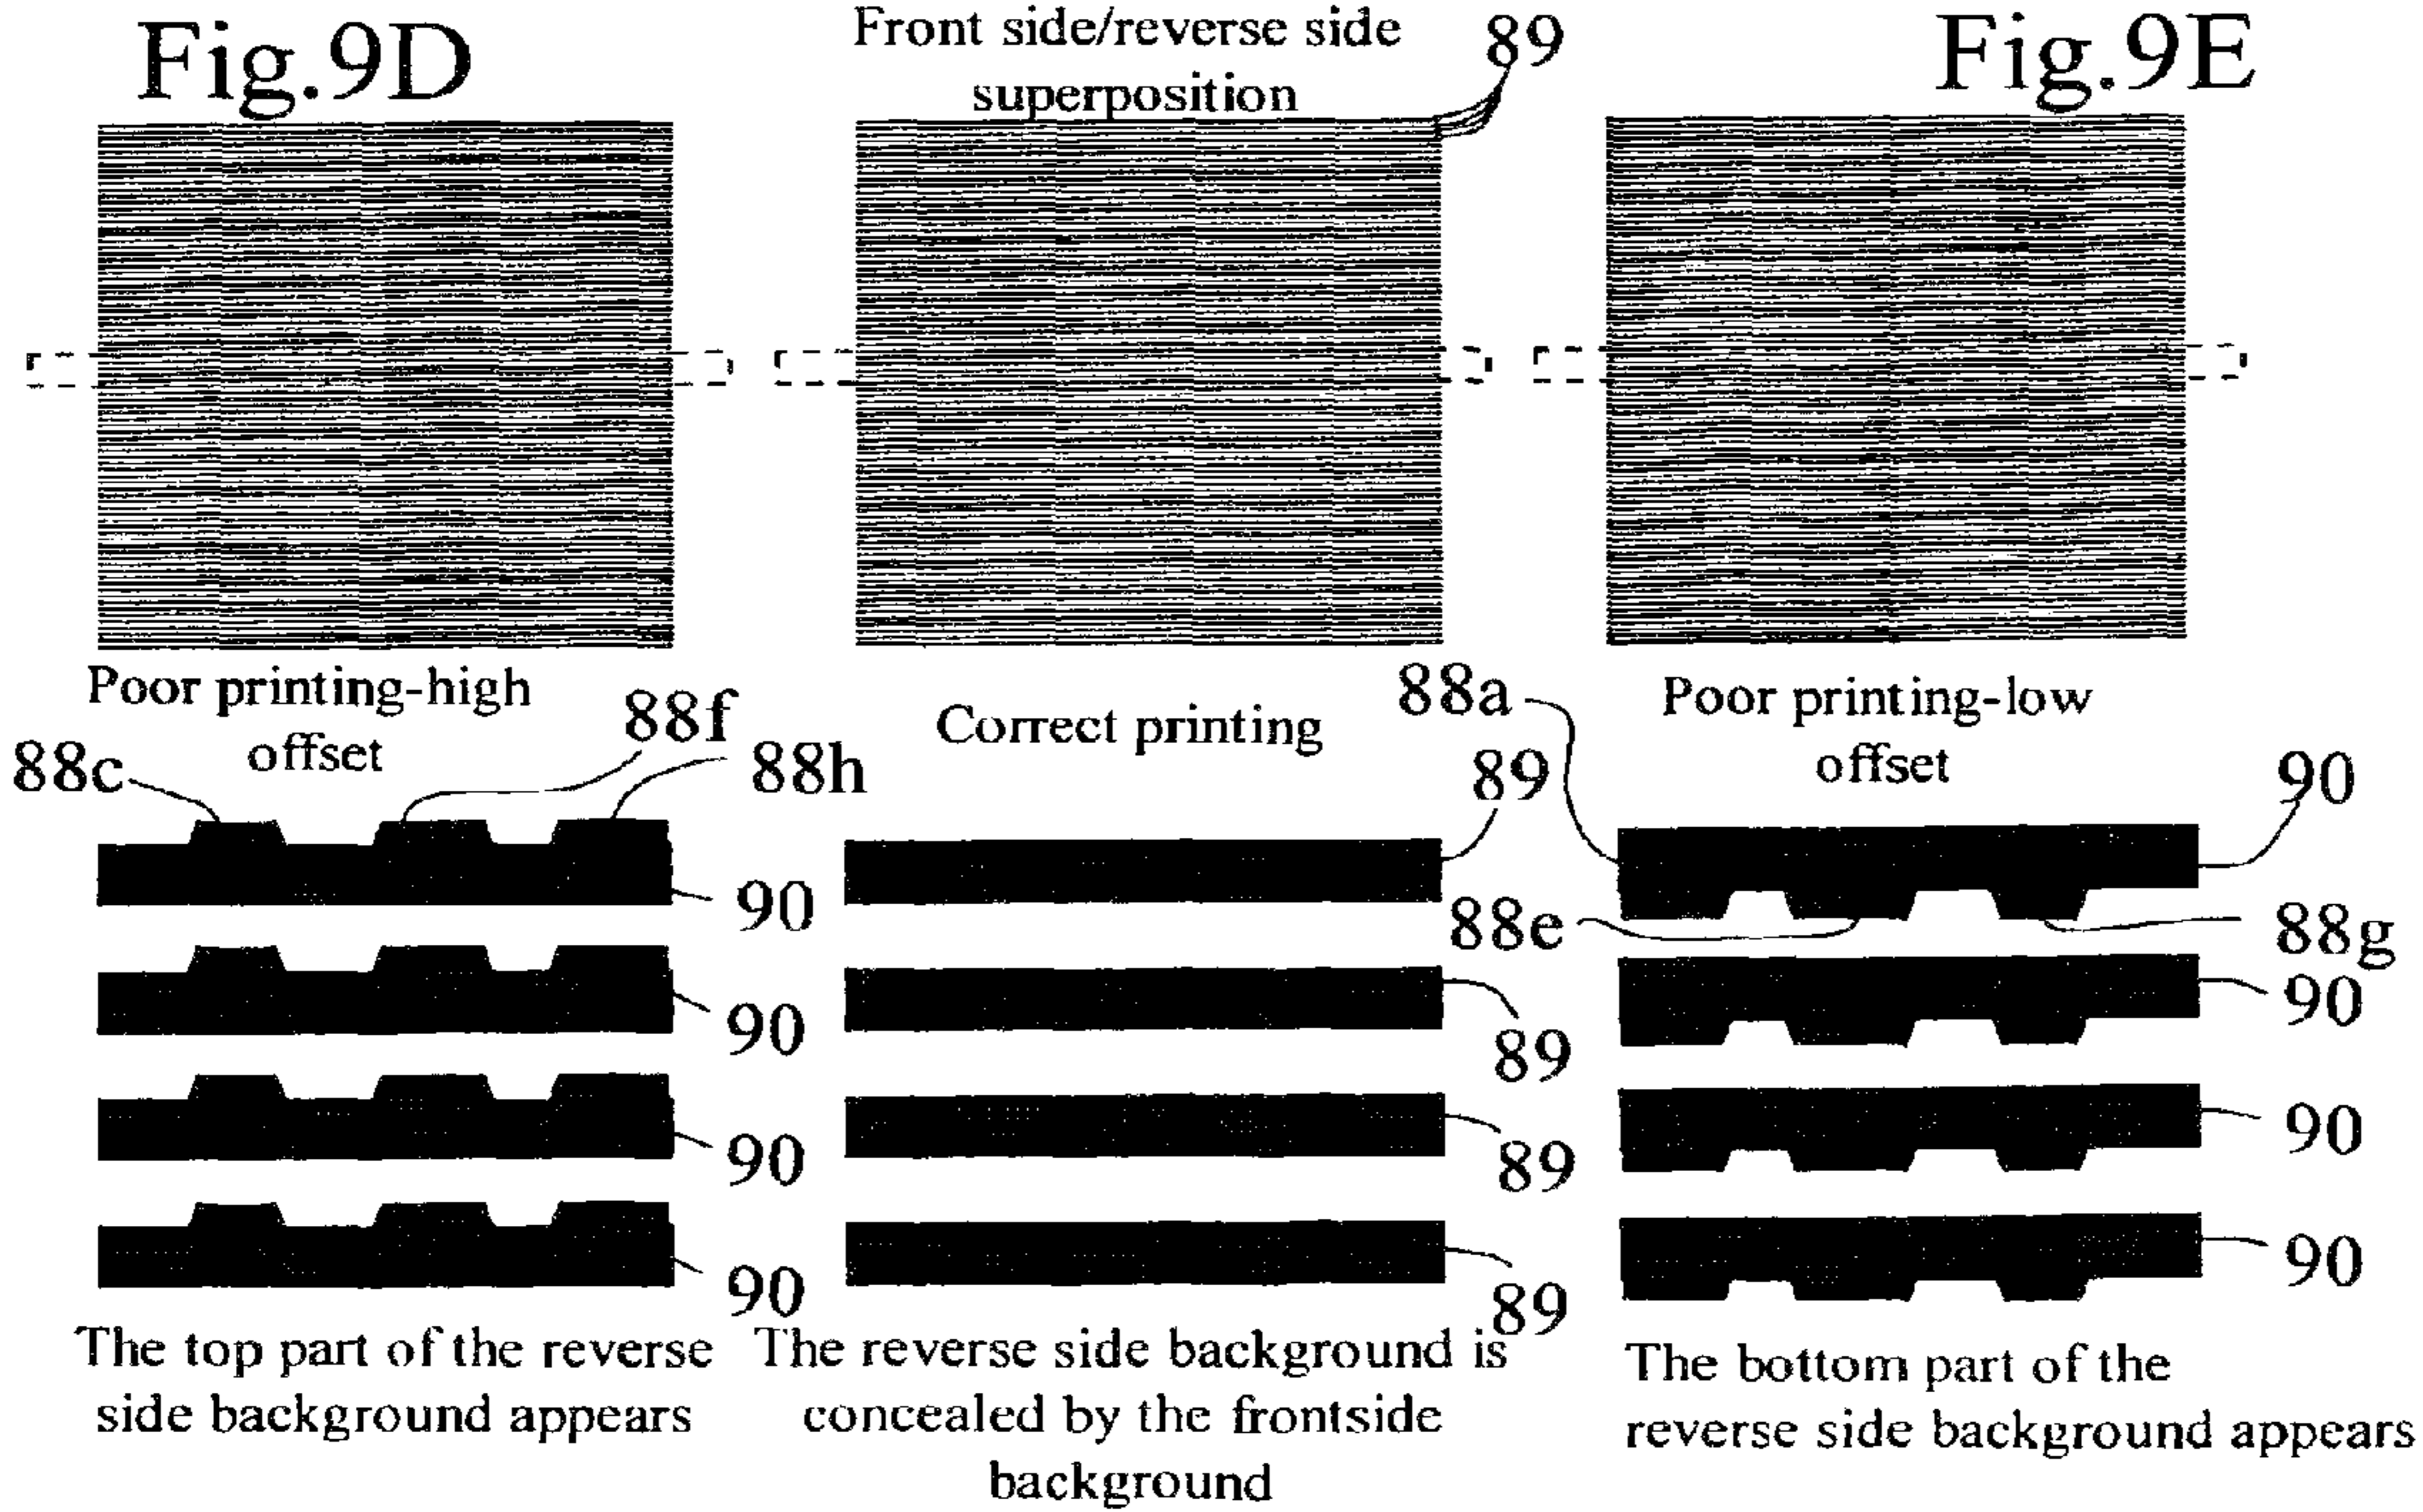 Fig.9D
Front side/reverse side
superposition
89
Fig.9E
Poor printing-high
offset
88c
88f
88h
Correct printing
88a
89
Poor printing-low
offset
90
90
88e
88g
90
89
90
90
89
90
90
89
90
The top part of the reverse
side background appears
The reverse side background is
concealed by the frontside
background
The bottom part of the
reverse side background appears